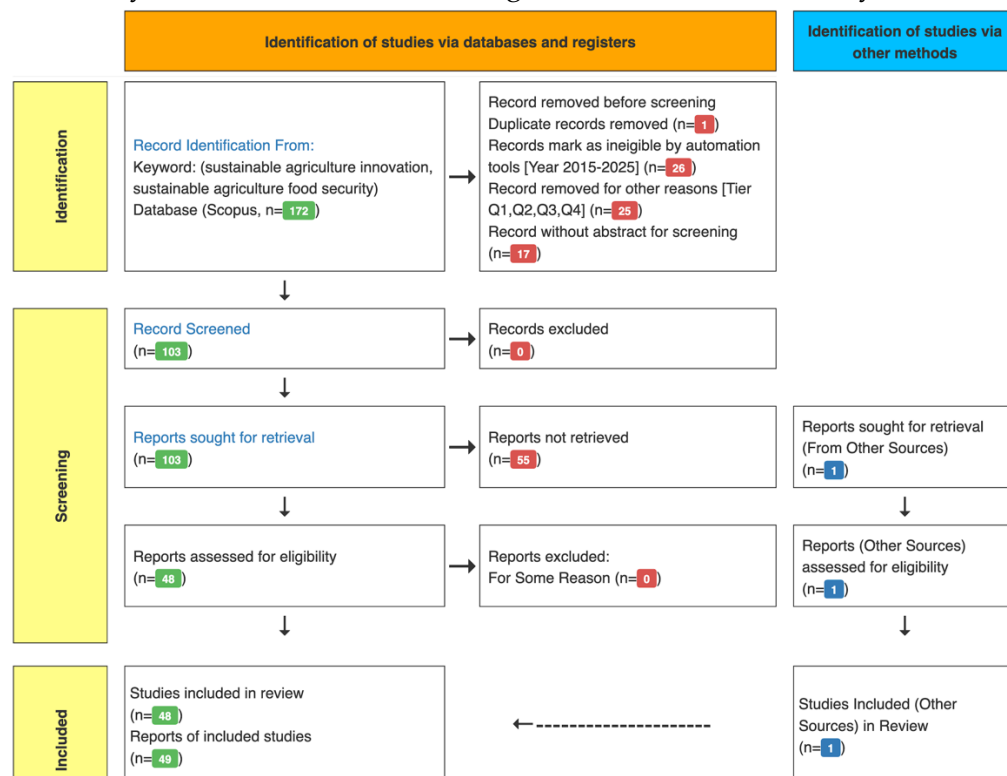 Identification of studies via databases and registers
Identification of studies via
other methods
Identification
Record Identification From:
Keyword: (sustainable agriculture innovation,
sustainable agriculture food security)
Database (Scopus, n= 172 )
Record removed before screening
Duplicate records removed (n= 1 )
Records mark as ineigible by automation
tools [Year 2015-2025] (n= 26 )
Record removed for other reasons [Tier
Q1,Q2,Q3,Q4] (n= 25 )
Record without abstract for screening
(n= 17 )
Screening
Record Screened
(n= 103 )
Records excluded
(n= 0 )
Reports sought for retrieval
(n= 103 )
Reports not retrieved
(n= 55 )
Reports sought for retrieval
(From Other Sources)
(n= 1 )
Reports assessed for eligibility
(n= 48 )
Reports excluded:
For Some Reason (n= 0 )
Reports (Other Sources)
assessed for eligibility
(n= 1 )
Included
Studies included in review
(n= 48 )
Reports of included studies
(n= 49 )
Studies Included (Other
Sources) in Review
(n= 1 )